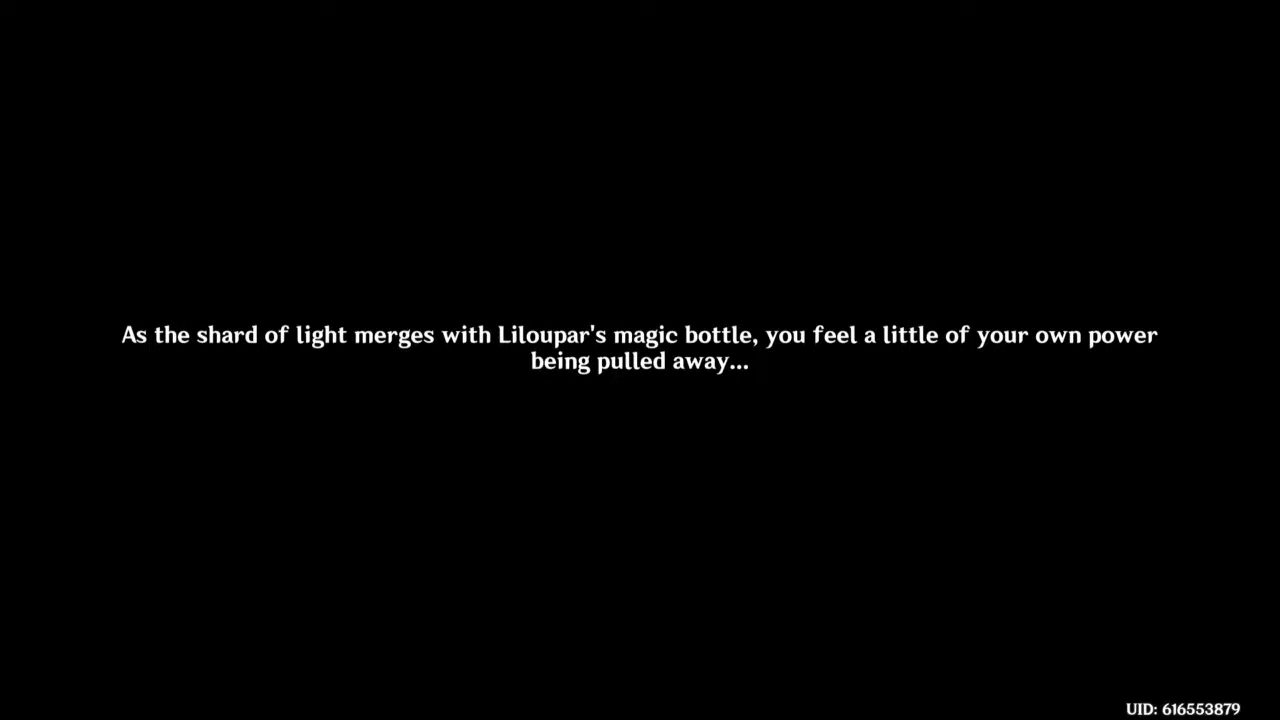 As the shard of light merges with Liloupar's magic bottle, you feel a little of your own power
being pulled away...
UID: 616553879